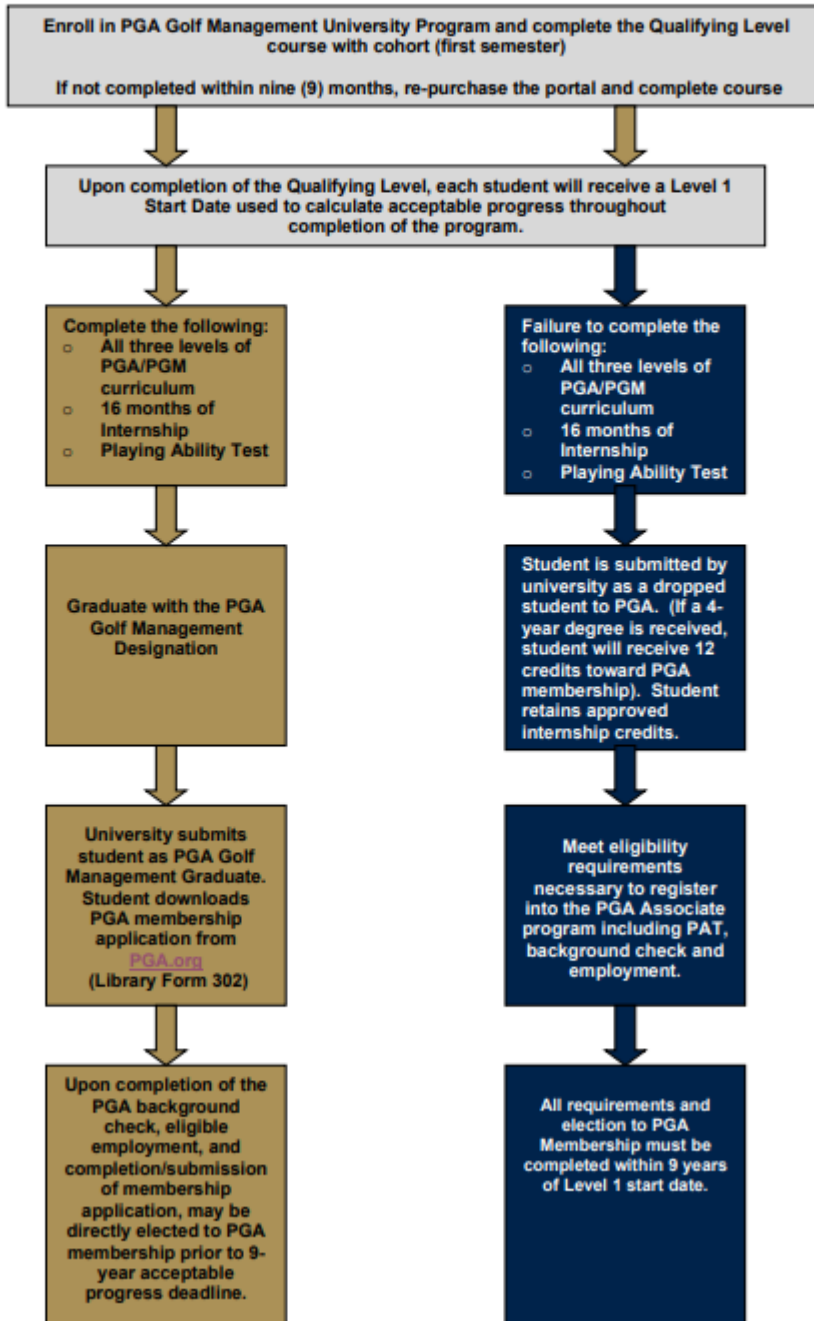 Enroll in PGA Golf Management University Program and complete the Qualifying Level
course with cohort (first semester)
If not completed within nine (9) months, re-purchase the portal and complete course
Upon completion of the Qualifying Level, each student will receive a Level 1
Start Date used to calculate acceptable progress throughout
completion of the program.
Complete the following:
o All three levels of
PGA/PGM
curriculum
o 16 months of
Internship
o Playing Ability Test
Failure to complete the
following:
o All three levels of
PGA/PGM
curriculum
o 16 months of
Internship
o Playing Ability Test
Graduate with the PGA
Golf Management
Designation
Student is submitted by
university as a dropped
student to PGA. (If a 4-
year degree is received,
student will receive 12
credits toward PGA
membership). Student
retains approved
internship credits.
University submits
student as PGA Golf
Management Graduate.
Student downloads
PGA membership
application from
PGA.org
(Library Form 302)
Meet eligibility
requirements
necessary to register
into the PGA Associate
program including PAT,
background check and
employment.
Upon completion of the
PGA background
check, eligible
employment, and
completion/submission
of membership
application, may be
directly elected to PGA
membership prior to 9-
year acceptable
progress deadline.
All requirements and
election to PGA
Membership must be
completed within 9 years
of Level 1 start date.